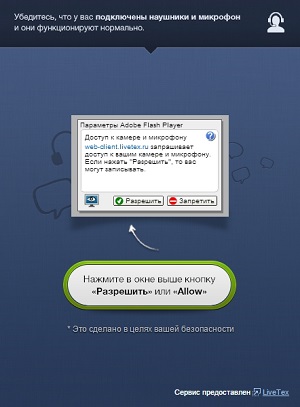 Убедитесь, что у вас подключены наушники и микрофон
и они функционируют нормально.
Параметры Adobe Flash Player
Доступ к камере и микрофону
web-client.livetex.ru запрашивает
доступ к вашим камере и микрофону.
Если нажать "Разрешить", то вас
могут записывать.
Разрешить Запретить
Нажмите в окне выше кнопку
«Разрешить» или «Allow»
* Это сделано в целях вашей безопасности
Сервис предоставлен LiveTex